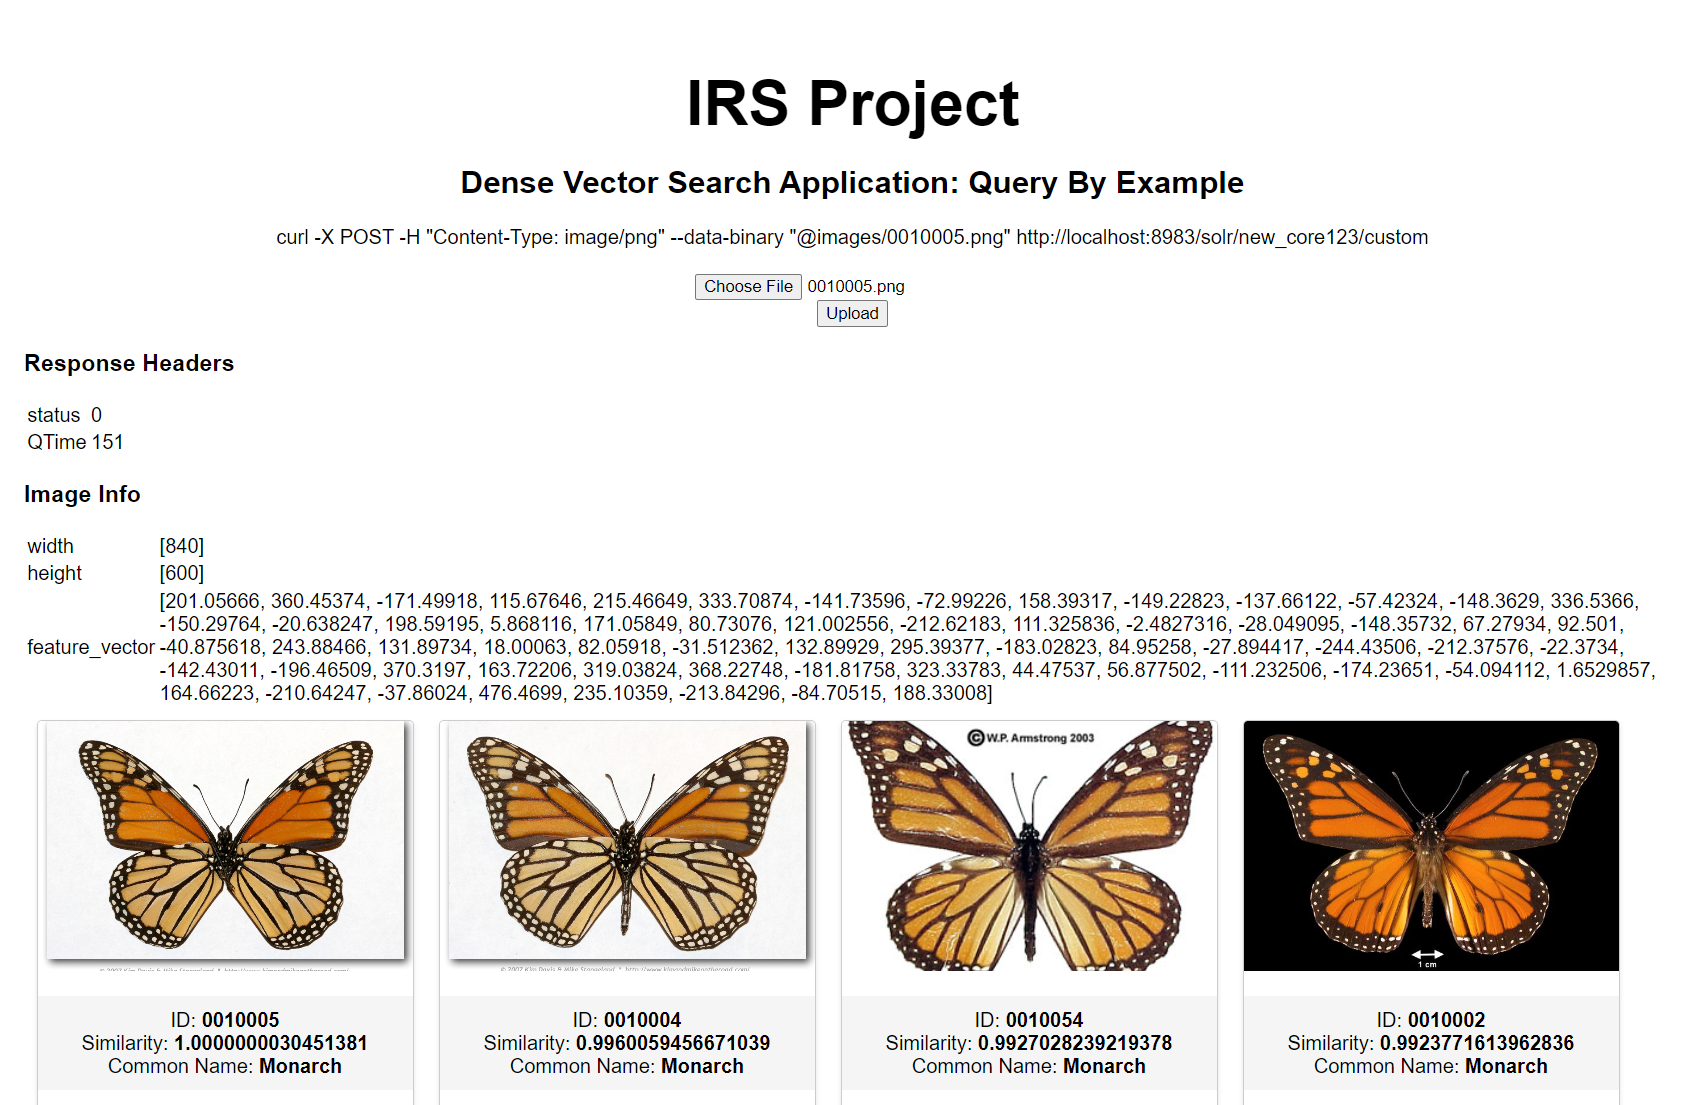 IRS Project
Dense Vector Search Application: Query By Example
curl -X POST -H "Content-Type: image/png" --data-binary "@images/0010005.png" http://localhost:8983/solr/new_core123/custom
Choose File 0010005.png
Upload
Response Headers
status 0
QTime 151
Image Info
width [840]
height [600]
[201.05666, 360.45374, -171.49918, 115.67646, 215.46649, 333.70874, -141.73596, -72.99226, 158.39317, -149.22823, -137.66122, -57.42324, -148.3629, 336.5366,
-150.29764, -20.638247, 198.59195, 5.868116, 171.05849, 80.73076, 121.002556, -212.62183, 111.325836, -2.4827316, -28.049095, -148.35732, 67.27934, 92.501,
feature_vector -40.875618, 243.88466, 131.89734, 18.00063, 82.05918, -31.512362, 132.89929, 295.39377, -183.02823, 84.95258, -27.894417, -244.43506, -212.37576, -22.3734,
-142.43011, -196.46509, 370.3197, 163.72206, 319.03824, 368.22748, -181.81758, 323.33783, 44.47537, 56.877502, -111.232506, -174.23651, -54.094112, 1.6529857,
164.66223, -210.64247, -37.86024, 476.4699, 235.10359, -213.84296, -84.70515, 188.33008]
© W.P. Armstrong 2003
1 cm
ID: 0010005
Similarity: 1.0000000030451381
Common Name: Monarch
ID: 0010004
Similarity: 0.9960059456671039
Common Name: Monarch
ID: 0010054
Similarity: 0.9927028239219378
Common Name: Monarch
ID: 0010002
Similarity: 0.9923771613962836
Common Name: Monarch